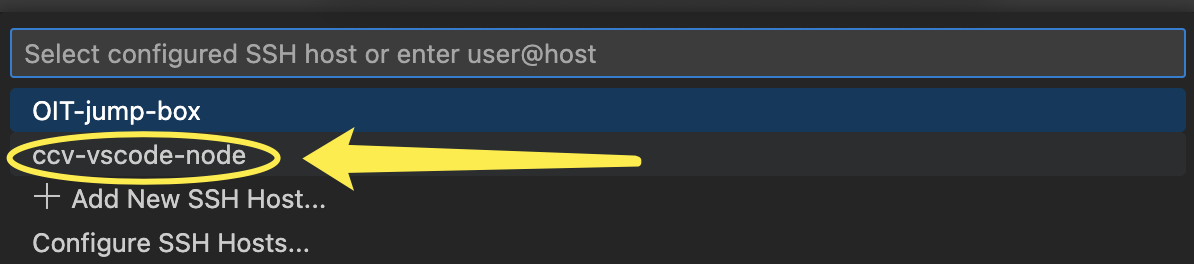 Select configured SSH host or enter user@host
OIT-jump-box
ccv-vscode-node
+ Add New SSH Host...
Configure SSH Hosts...